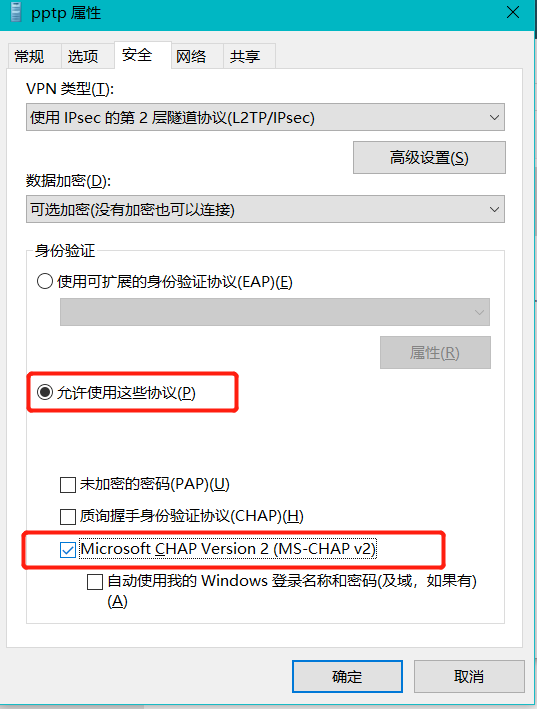 pptp 属性
常规 选项 安全 网络 共享
VPN 类型(T):
使用 IPsec 的第 2 层隧道协议(L2TP/IPsec)
高级设置(S)
数据加密(D):
可选加密(没有加密也可以连接)
身份验证
使用可扩展的身份验证协议(EAP)(E)
属性(R)
允许使用这些协议(P)
未加密的密码(PAP)(U)
质询握手身份验证协议(CHAP)(H)
Microsoft CHAP Version 2 (MS-CHAP v2)
自动使用我的 Windows 登录名称和密码(及域，如果有)
(A)
确定 取消